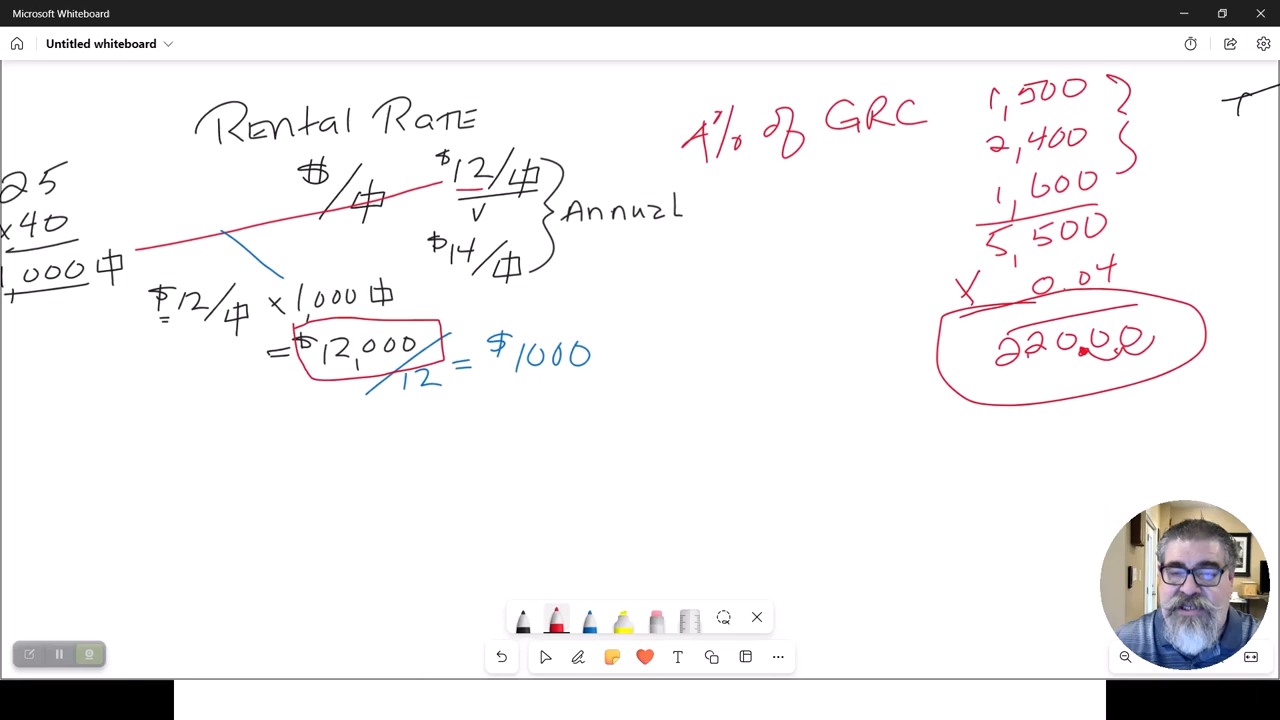 Microsoft Whiteboard
Untitled whiteboard
Rental Rate
25
x 40
1,000 ⏍
$/⏍
$12/⏍
$14/⏍
Annual
$12/⏍ x 1,000 ⏍
= $12,000
/12 = $1000
4% of GRC
1,500
2,400
1,600
5,500
x 0.04
220.00